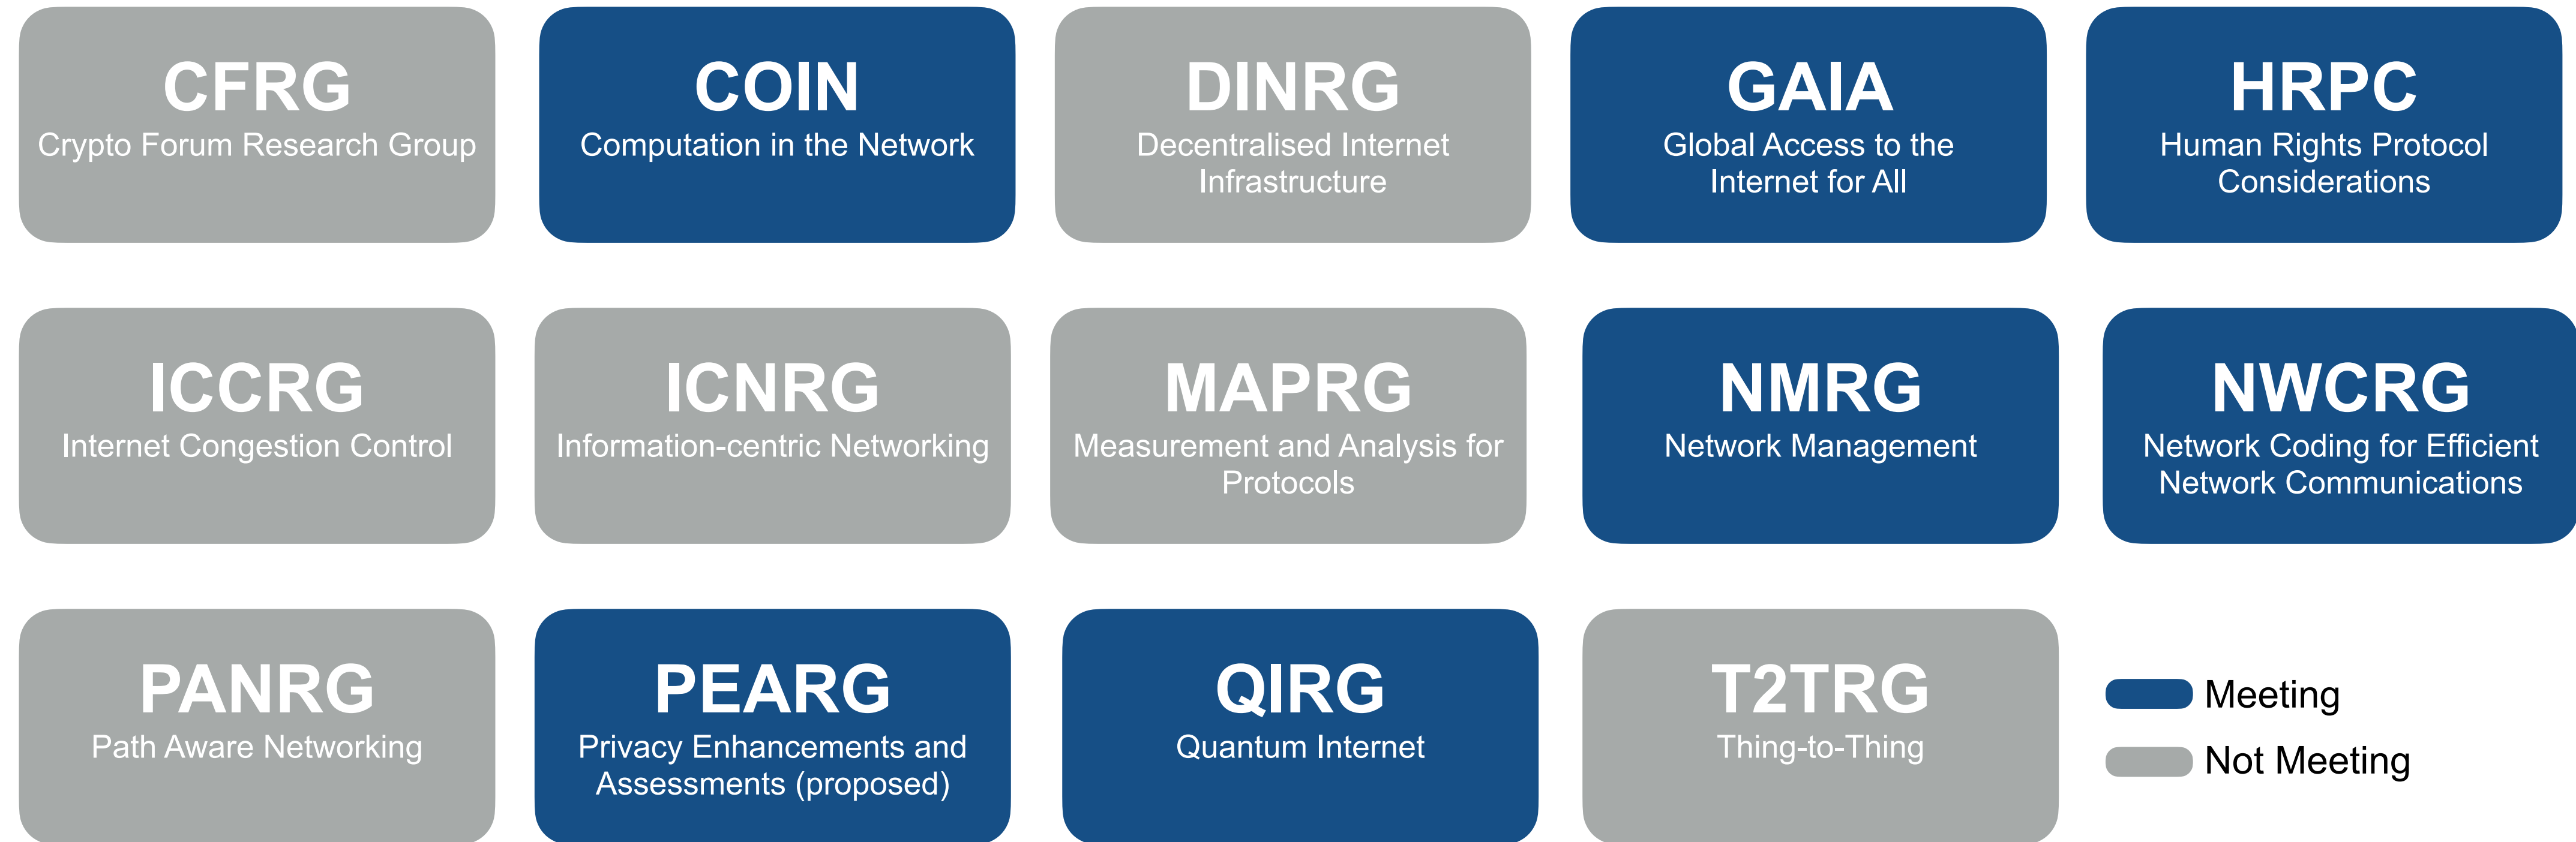 CFRG
Crypto Forum Research Group
COIN
Computation in the Network
DINRG
Decentralised Internet
Infrastructure
GAIA
Global Access to the
Internet for All
HRPC
Human Rights Protocol
Considerations
ICCRG
Internet Congestion Control
ICNRG
Information-centric Networking
MAPRG
Measurement and Analysis for
Protocols
NMRG
Network Management
NWCRG
Network Coding for Efficient
Network Communications
PANRG
Path Aware Networking
PEARG
Privacy Enhancements and
Assessments (proposed)
QIRG
Quantum Internet
T2TRG
Thing-to-Thing
Meeting
Not Meeting